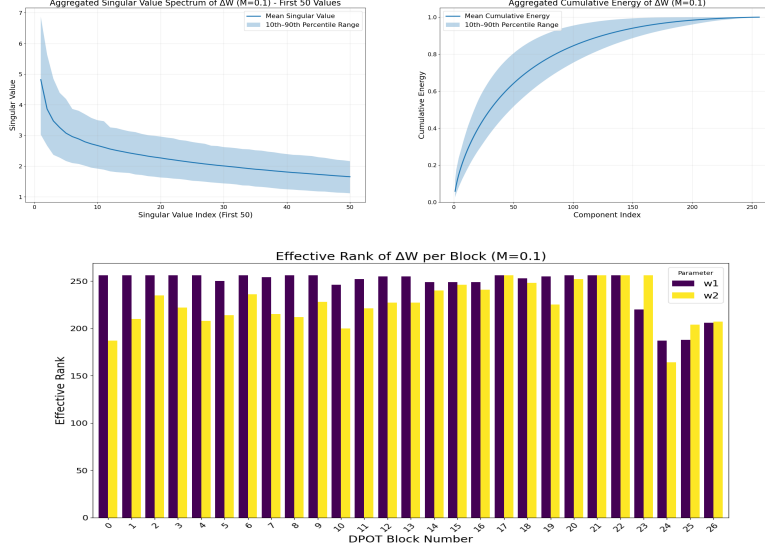 Aggregated Singular Value Spectrum of ΔW (M=0.1) - First 50 Values
Mean Singular Value
10th–90th Percentile Range
Singular Value
7
6
5
4
3
2
1
0 10 20 30 40 50
Singular Value Index (First 50)
Aggregated Cumulative Energy of ΔW (M=0.1)
Mean Cumulative Energy
10th–90th Percentile Range
Cumulative Energy
1.0
0.8
0.6
0.4
0.2
0.0
0 50 100 150 200 250
Component Index
Effective Rank of ΔW per Block (M=0.1)
Parameter
w1
w2
Effective Rank
250
200
150
100
50
0
0 1 2 3 4 5 6 7 8 9 10 11 12 13 14 15 16 17 18 19 20 21 22 23 24 25 26
DPOT Block Number